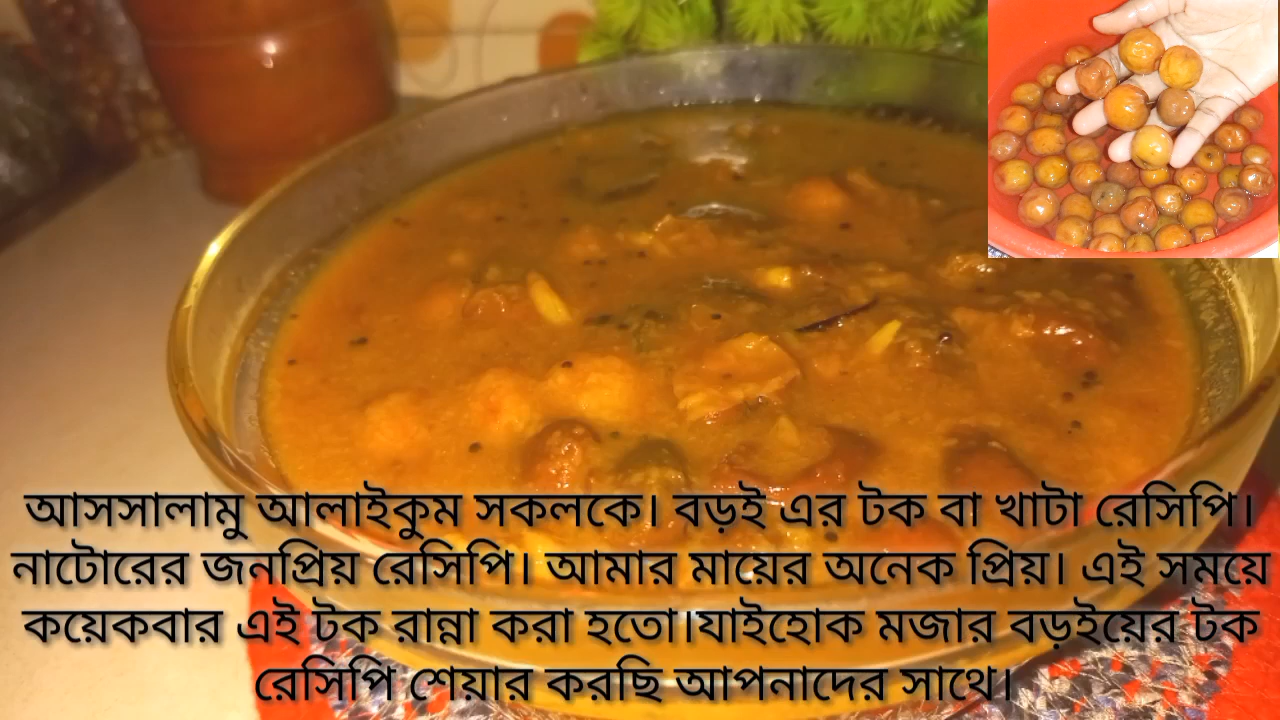 আসসালামু আলাইকুম সকলকে। বড়ই এর টক বা খাটা রেসিপি।
নাটোরের জনপ্রিয় রেসিপি। আমার মায়ের অনেক প্রিয়। এই সময়ে
কয়েকবার এই টক রান্না করা হতো।যাইহোক মজার বড়ইয়ের টক
রেসিপি শেয়ার করছি আপনাদের সাথে।